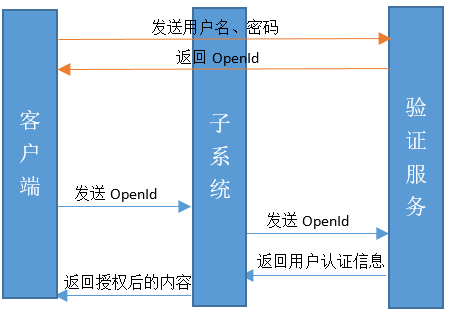 发送用户名、密码
返回 OpenId
客户端
子系统
验证服务
发送 OpenId
发送 OpenId
返回用户认证信息
返回授权后的内容